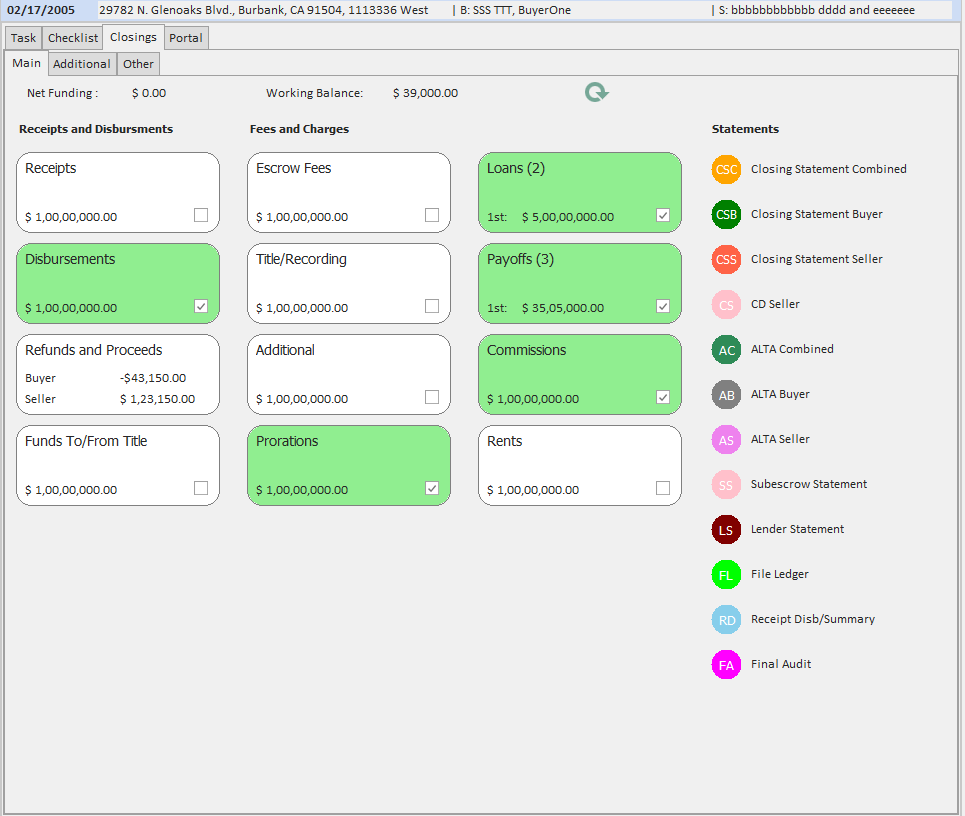 02/17/2005 29782 N. Glenoaks Blvd., Burbank, CA 91504, 1113336 West | B: SSS TTT, BuyerOne | S: bbbbbbbbbbbb dddd and eeeeeee
Task Checklist Closings Portal
Main Additional Other
Net Funding : $ 0.00 Working Balance: $ 39,000.00
Receipts and Disbursments Fees and Charges Statements
Receipts
$ 1,00,00,000.00
Escrow Fees
$ 1,00,00,000.00
Loans (2)
1st: $ 5,00,00,000.00
Disbursements
$ 1,00,00,000.00
Title/Recording
$ 1,00,00,000.00
Payoffs (3)
1st: $ 35,05,000.00
Refunds and Proceeds
Buyer -$43,150.00
Seller $ 1,23,150.00
Additional
$ 1,00,00,000.00
Commissions
$ 1,00,00,000.00
Funds To/From Title
$ 1,00,00,000.00
Prorations
$ 1,00,00,000.00
Rents
$ 1,00,00,000.00
CSC Closing Statement Combined
CSB Closing Statement Buyer
CSS Closing Statement Seller
CS CD Seller
AC ALTA Combined
AB ALTA Buyer
AS ALTA Seller
SS Subescrow Statement
LS Lender Statement
FL File Ledger
RD Receipt Disb/Summary
FA Final Audit